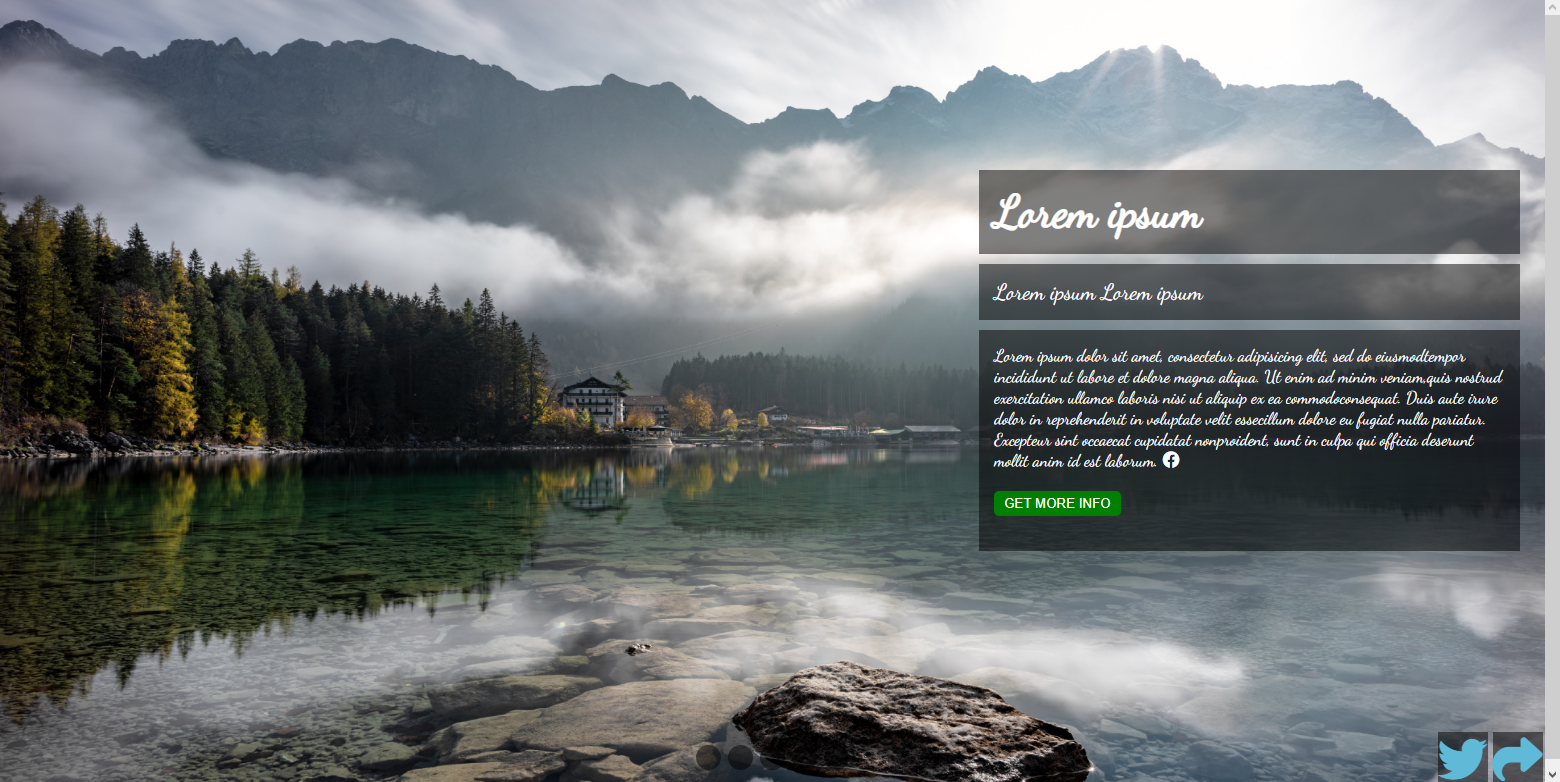 Lorem ipsum
Lorem ipsum Lorem ipsum
Lorem ipsum dolor sit amet, consectetur adipisicing elit, sed do eiusmodtempor
incididunt ut labore et dolore magna aliqua. Ut enim ad minim veniam,quis nostrud
exercitation ullamco laboris nisi ut aliquip ex ea commodoconsequat. Duis aute irure
dolor in reprehenderit in voluptate velit essecillum dolore eu fugiat nulla pariatur.
Excepteur sint occaecat cupidatat nonproident, sunt in culpa qui officia deserunt
mollit anim id est laborum.
GET MORE INFO